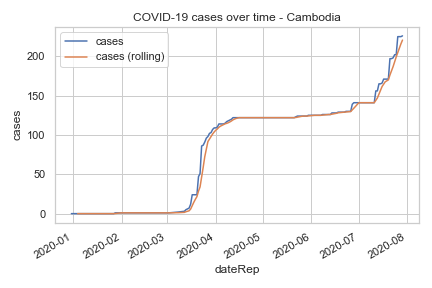 COVID-19 cases over time - Cambodia
cases
cases (rolling)
200
150
100
50
0
cases
2020-01
2020-02
2020-03
2020-04
2020-05
2020-06
2020-07
2020-08
dateRep